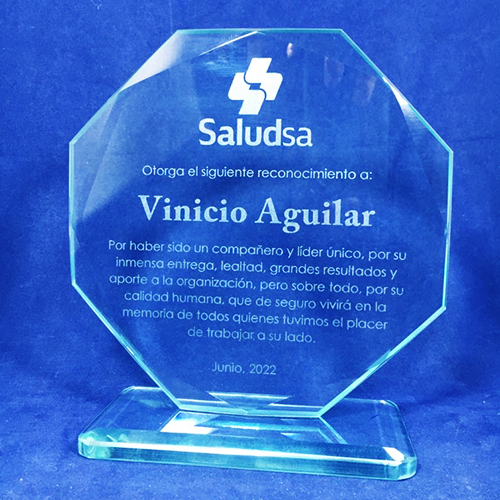 Saludsa
Otorga el siguiente reconocimiento a:
Vinicio Aguilar
Por haber sido un compañero y líder único, por su
inmensa entrega, lealtad, grandes resultados y
aporte a la organización, pero sobre todo, por su
calidad humana, que de seguro vivirá en la
memoria de todos quienes tuvimos el placer
de trabajar a su lado.
Junio, 2022